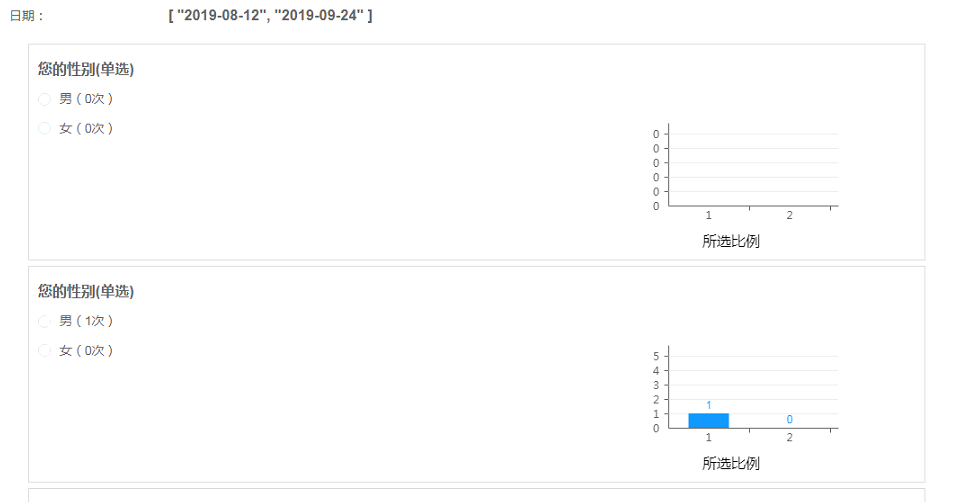 日期： [ "2019-08-12", "2019-09-24" ]
您的性别(单选)
男（0次）
女（0次）
0
0
0
0
0
0
1 2
所选比例
您的性别(单选)
男（1次）
女（0次）
5
4
3
2
1
0
1 0
1 2
所选比例